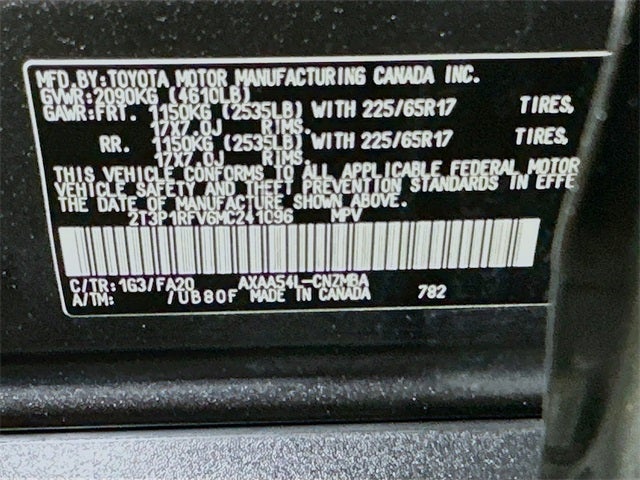 MFD.BY:TOYOTA MOTOR MANUFACTURING CANADA INC.
GVWR:2090KG (4610LB)
GAWR:FRT. 1150KG (2535LB) WITH 225/65R17 TIRES,
17X7.0J RIMS.
RR. 1150KG (2535LB) WITH 225/65R17 TIRES,
17X7.0J RIMS.
THIS VEHICLE CONFORMS TO ALL APPLICABLE FEDERAL MOTOR
VEHICLE SAFETY AND THEFT PREVENTION STANDARDS IN EFFE
THE DATE OF MANUFACTURE SHOWN ABOVE.
2T3P1RFV6MC241096 MPV
C/TR:1G3/FA20 AXAA54L-CNZMBA 792
A/TM: /UB80F MADE IN CANADA